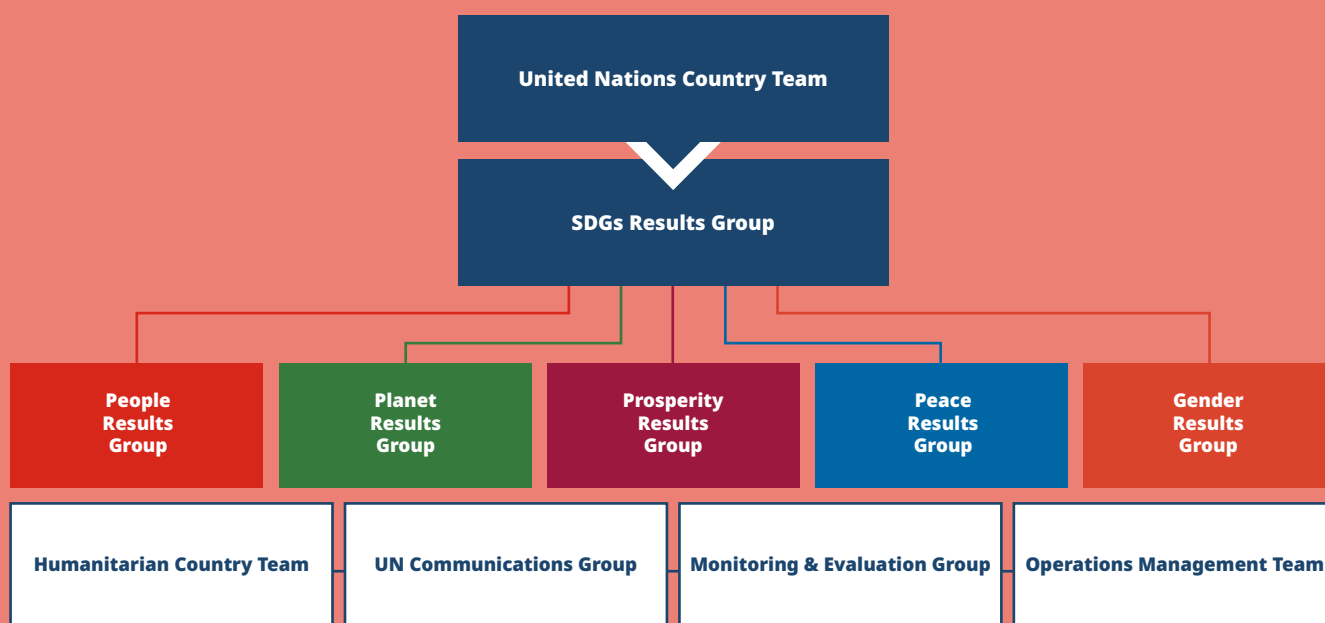 United Nations Country Team
SDGs Results Group
People
Results
Group
Planet
Results
Group
Prosperity
Results
Group
Peace
Results
Group
Gender
Results
Group
Humanitarian Country Team
UN Communications Group
Monitoring & Evaluation Group
Operations Management Team